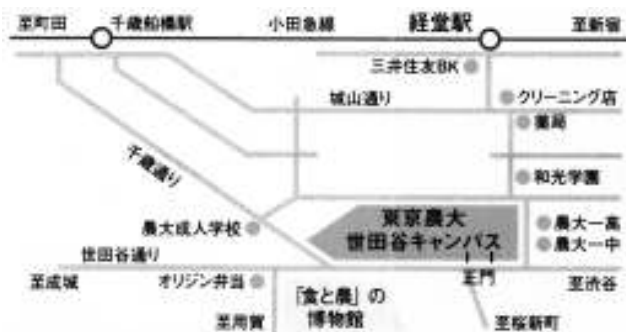 至町田
千歳船橋駅
小田急線
経堂駅
至新宿
三井住友BK
城山通り
クリーニング店
薬局
千歳通り
和光学園
東京農大
世田谷キャンパス
農大成人学校
農大一高
農大一中
世田谷通り
正門
至成城
オリジン弁当
至渋谷
「食と農」の
博物館
至用賀
至桜新町